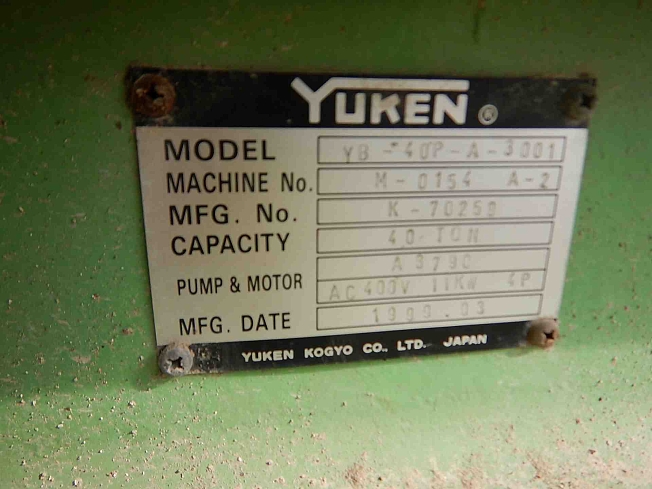 YUKEN ®
MODEL YB-40P-A-3001
MACHINE No. M-0154 A-2
MFG. No. K-70259
CAPACITY 40-TON
PUMP & MOTOR A3790
AC400V 11KW 4P
MFG. DATE 1999.03
YUKEN KOGYO CO., LTD. JAPAN